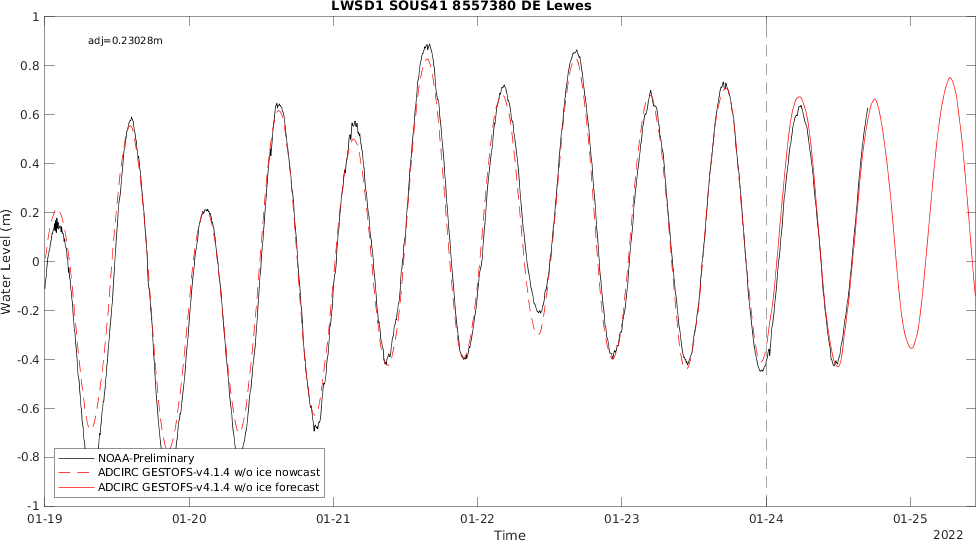 LWSD1 SOUS41 8557380 DE Lewes
adj=0.23028m
1
0.8
0.6
0.4
0.2
0
-0.2
-0.4
-0.6
-0.8
-1
Water Level (m)
NOAA-Preliminary
ADCIRC GESTOFS-v4.1.4 w/o ice nowcast
ADCIRC GESTOFS-v4.1.4 w/o ice forecast
01-19 01-20 01-21 01-22 01-23 01-24 01-25
Time
2022